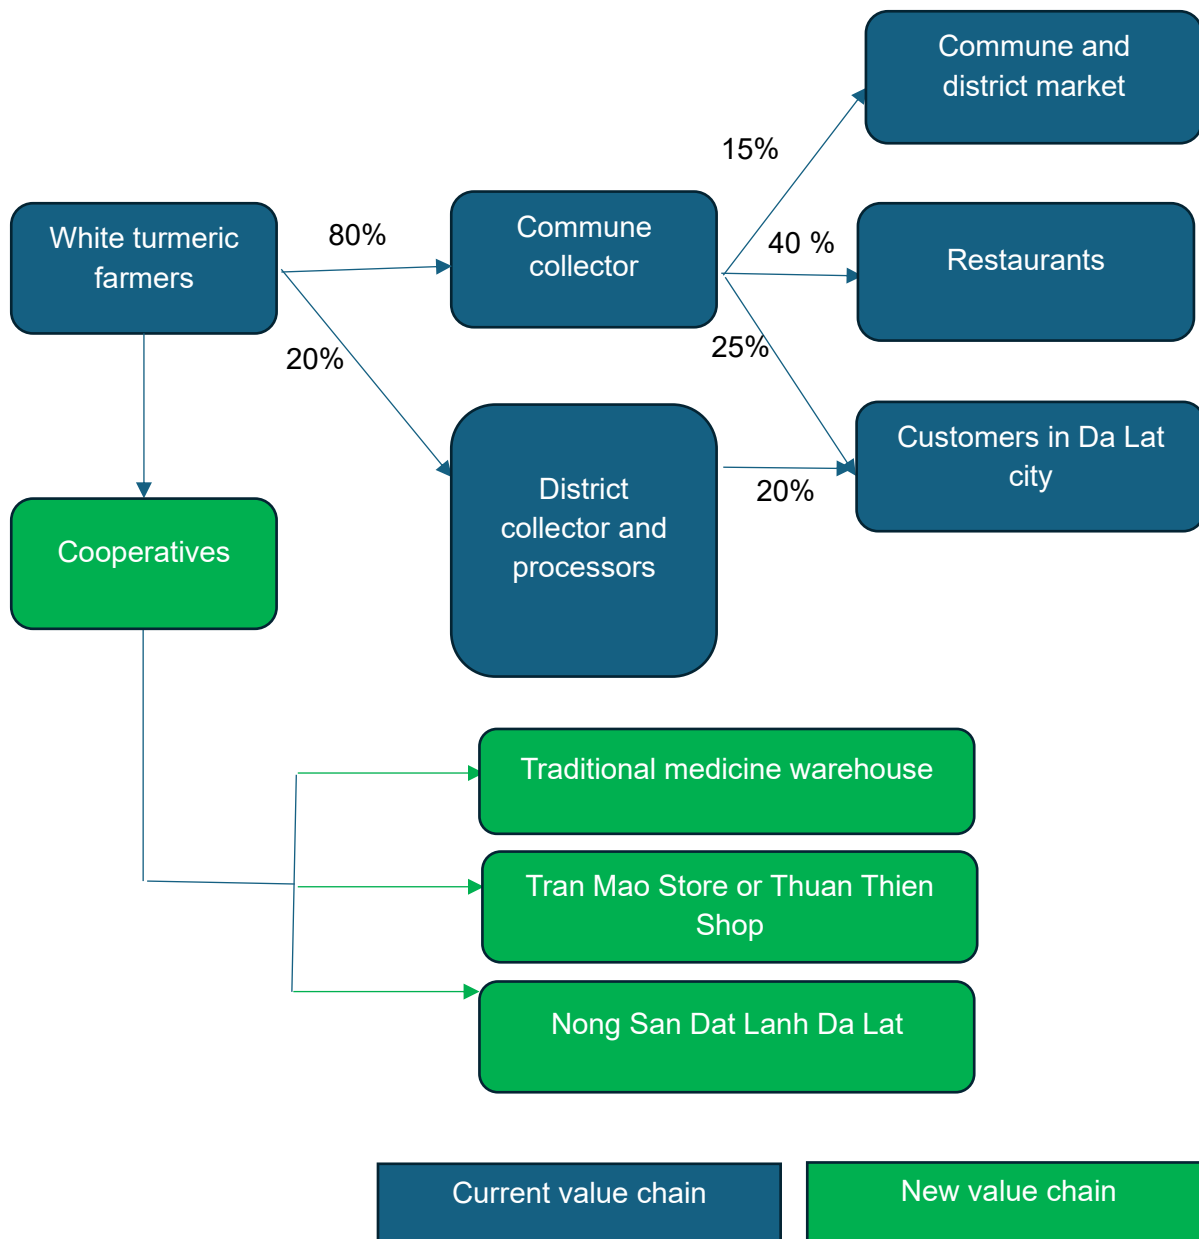 Commune and
district market
15%
White turmeric
farmers
80%
Commune
collector
40 %
Restaurants
20%
25%
Customers in Da Lat
city
District
collector and
processors
20%
Cooperatives
Traditional medicine warehouse
Tran Mao Store or Thuan Thien
Shop
Nong San Dat Lanh Da Lat
Current value chain
New value chain